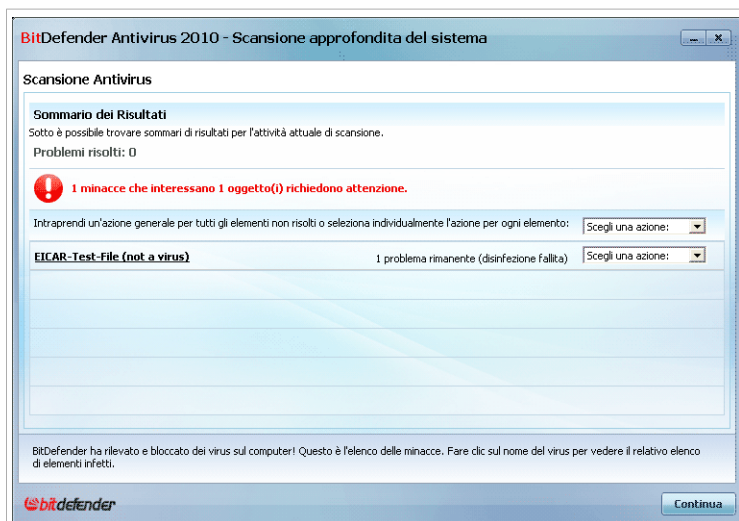 BitDefender Antivirus 2010 - Scansione approfondita del sistema
Scansione Antivirus
Sommario dei Risultati
Sotto è possibile trovare sommari di risultati per l'attività attuale di scansione.
Problemi risolti: 0
1 minacce che interessano 1 oggetto(i) richiedono attenzione.
Intraprendi un'azione generale per tutti gli elementi non risolti o seleziona individualmente l'azione per ogni elemento: Scegli una azione:
EICAR-Test-File (not a virus) 1 problema rimanente (disinfezione fallita) Scegli una azione:
BitDefender ha rilevato e bloccato dei virus sul computer! Questo è l'elenco delle minacce. Fare clic sul nome del virus per vedere il relativo elenco
di elementi infetti.
bitdefender Continua